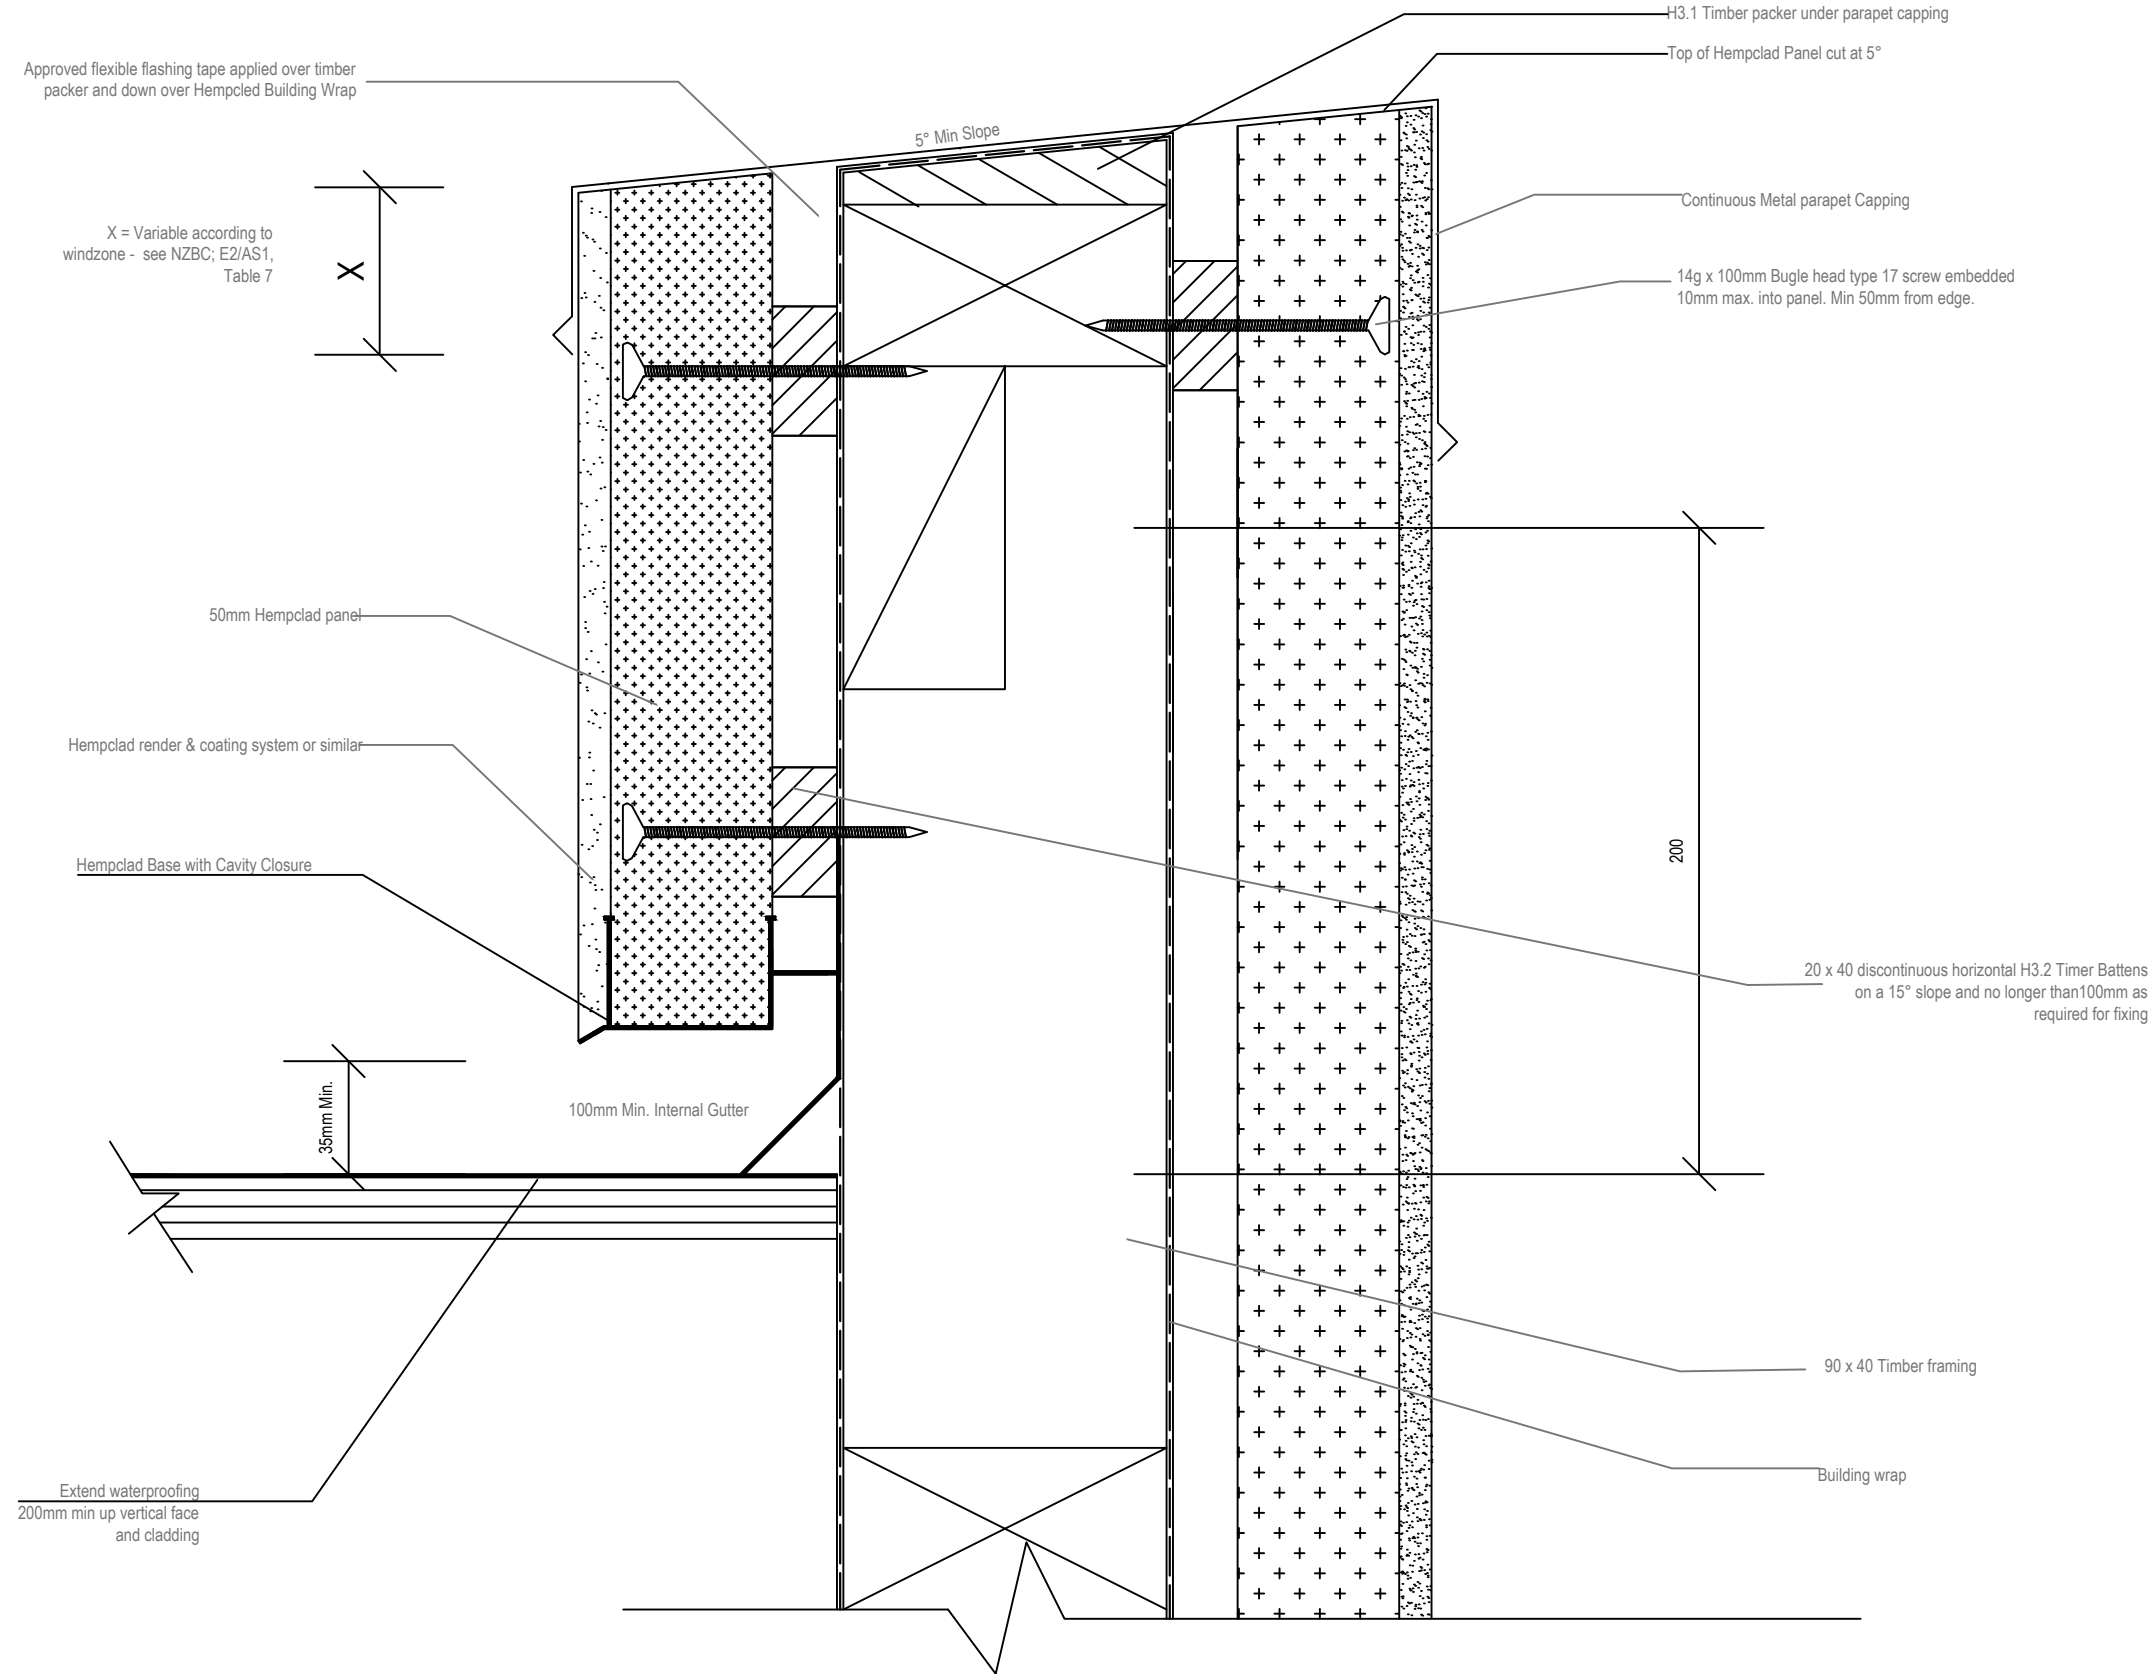 H3.1 Timber packer under parapet capping
Top of Hempclad Panel cut at 5°
Approved flexible flashing tape applied over timber
packer and down over Hempcled Building Wrap
5° Min Slope
Continuous Metal parapet Capping
X = Variable according to
windzone - see NZBC; E2/AS1,
Table 7
X
14g x 100mm Bugle head type 17 screw embedded
10mm max. into panel. Min 50mm from edge.
50mm Hempclad panel
Hempclad render & coating system or similar
Hempclad Base with Cavity Closure
200
20 x 40 discontinuous horizontal H3.2 Timer Battens
on a 15° slope and no longer than100mm as
required for fixing
35mm Min.
100mm Min. Internal Gutter
90 x 40 Timber framing
Building wrap
Extend waterproofing
200mm min up vertical face
and cladding